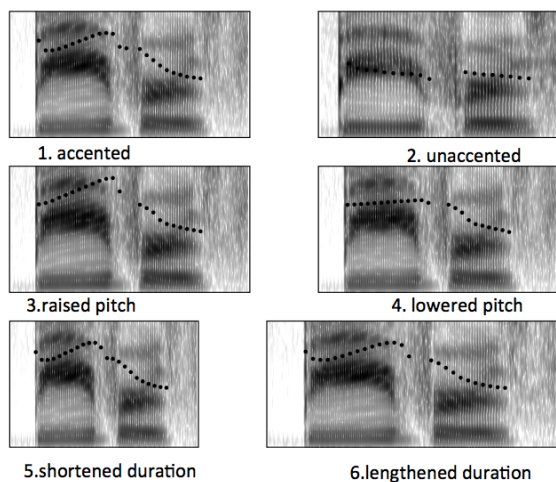 1. accented
2. unaccented
3.raised pitch
4. lowered pitch
5.shortened duration
6.lengthened duration